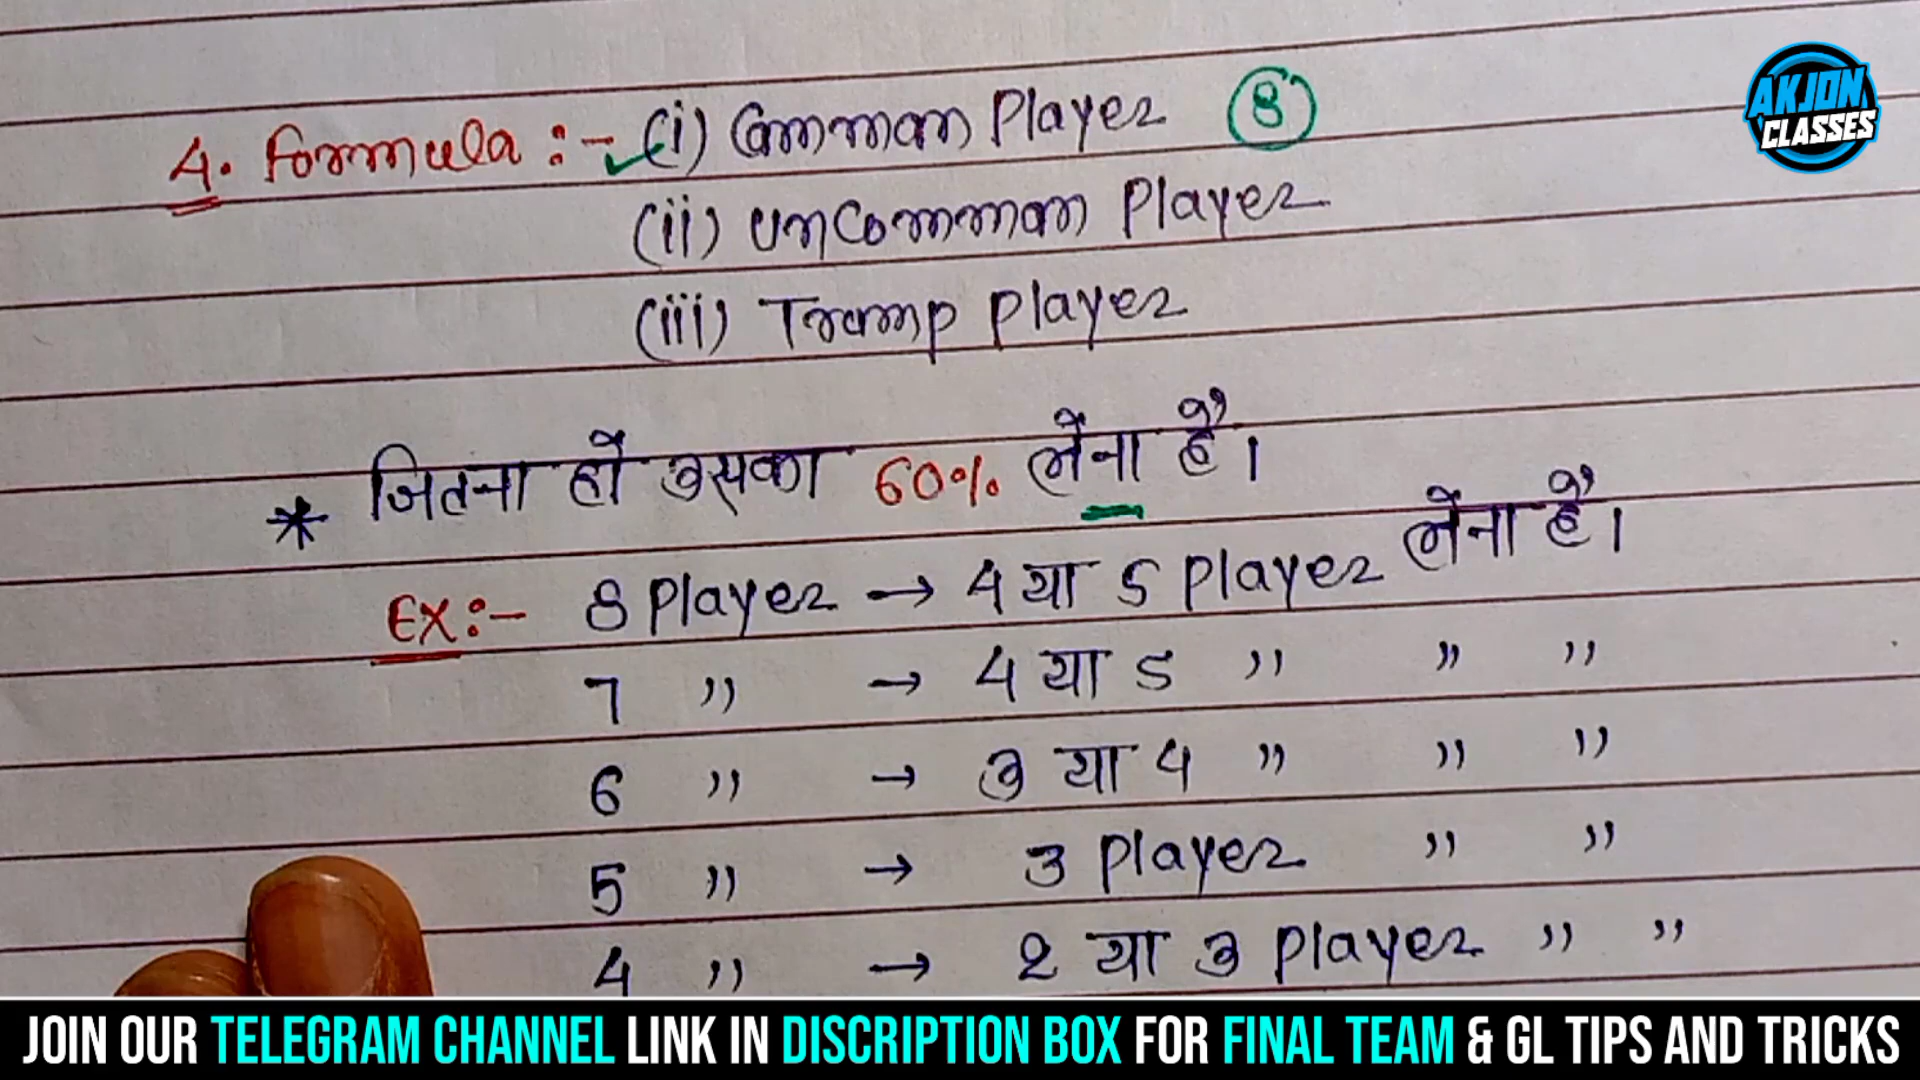 AKJON
CLASSES
4. Formula :- (i) Common Player 8
(ii) Uncommon Player
(iii) Tramp player
* जितना हो उसका 60% लेना है।
Ex:- 8 Player → 4 या 5 Player लेना है।
7 " → 4 या 5 " " "
6 " → 3 या 4 " " "
5 " → 3 Player " "
4 " → 2 या 3 Player " "
JOIN OUR TELEGRAM CHANNEL LINK IN DISCRIPTION BOX FOR FINAL TEAM & GL TIPS AND TRICKS